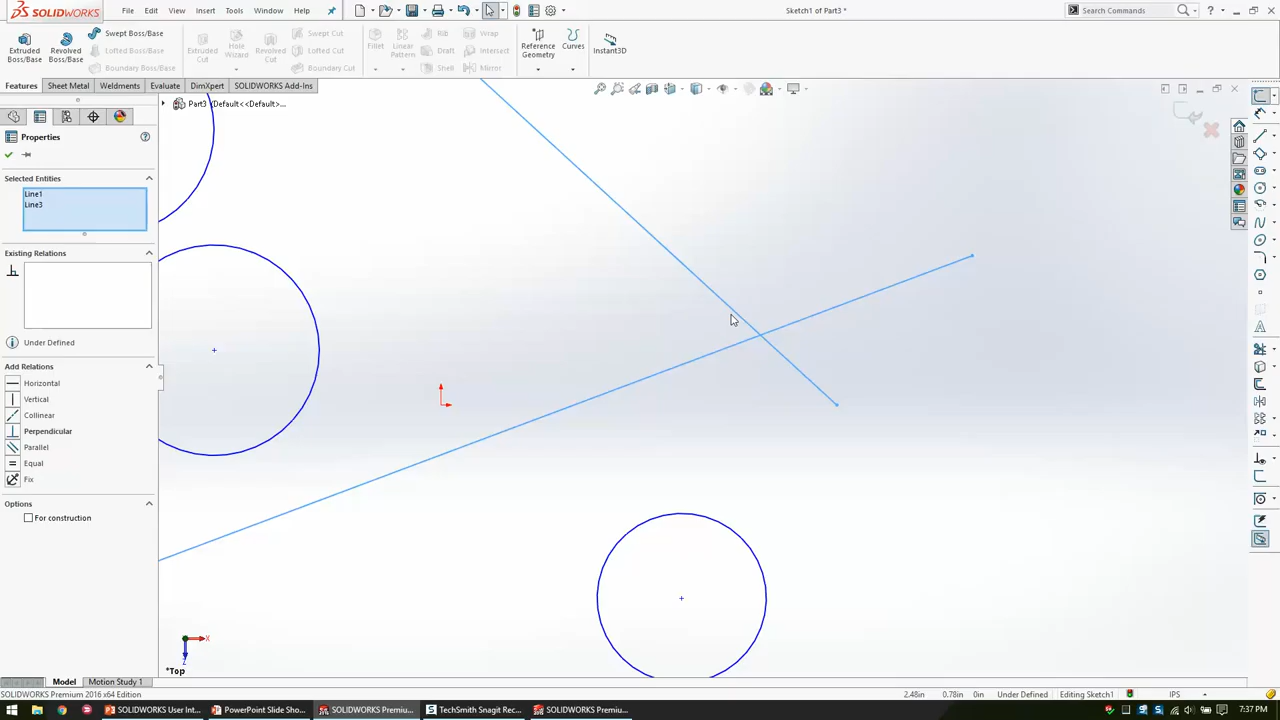 SOLIDWORKS File Edit View Insert Tools Window Help
Sketch1 of Part3 *
Search Commands
Extruded Boss/Base
Revolved Boss/Base
Swept Boss/Base
Lofted Boss/Base
Boundary Boss/Base
Extruded Cut
Hole Wizard
Revolved Cut
Swept Cut
Lofted Cut
Boundary Cut
Fillet
Linear Pattern
Rib
Draft
Shell
Wrap
Intersect
Mirror
Reference Geometry
Curves
Instant3D
Features Sheet Metal Weldments Evaluate DimXpert SOLIDWORKS Add-Ins
Part3 (Default<<Default>...
Properties
Selected Entities
Line1
Line3
Existing Relations
Under Defined
Add Relations
Horizontal
Vertical
Collinear
Perpendicular
Parallel
Equal
Fix
Options
For construction
X
Z
*Top
Model Motion Study 1
SOLIDWORKS Premium 2016 x64 Edition
2.48in 0.78in 0in Under Defined Editing Sketch1 IPS
SOLIDWORKS User Int...
PowerPoint Slide Sho...
SOLIDWORKS Premiu...
TechSmith Snagit Rec...
SOLIDWORKS Premiu...
7:37 PM